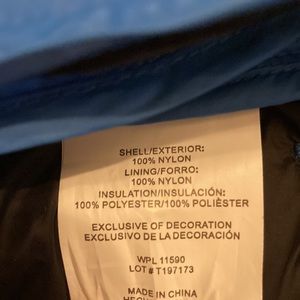 SHELL/EXTERIOR:
100% NYLON
LINING/FORRO:
100% NYLON
INSULATION/INSULACIÓN:
100% POLYESTER/100% POLIÈSTER
EXCLUSIVE OF DECORATION
EXCLUSIVO DE LA DECORACIÓN
WPL 11590
LOT # T197173
MADE IN CHINA